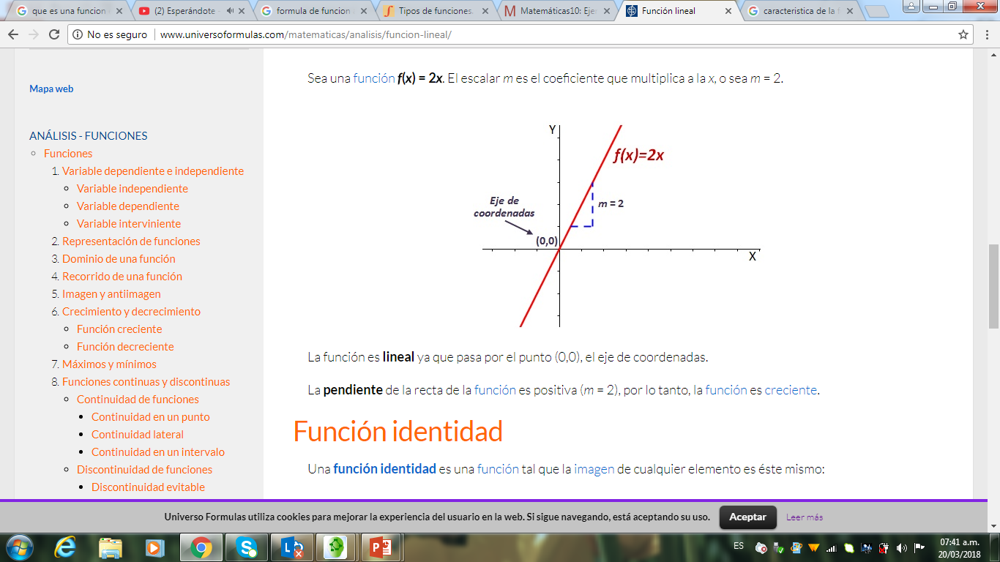 que es una funcion
(2) Esperándote -
formula de funcion
Tipos de funciones.
Matemáticas10: Ejer
Función lineal
caracteristica de la f
No es seguro
www.universoformulas.com/matematicas/analisis/funcion-lineal/
Mapa web
ANÁLISIS - FUNCIONES
Funciones
1. Variable dependiente e independiente
Variable independiente
Variable dependiente
Variable interviniente
2. Representación de funciones
3. Dominio de una función
4. Recorrido de una función
5. Imagen y antiimagen
6. Crecimiento y decrecimiento
Función creciente
Función decreciente
7. Máximos y mínimos
8. Funciones continuas y discontinuas
Continuidad de funciones
Continuidad en un punto
Continuidad lateral
Continuidad en un intervalo
Discontinuidad de funciones
Discontinuidad evitable
Sea una función f(x) = 2x. El escalar m es el coeficiente que multiplica a la x, o sea m = 2.
Y
f(x)=2x
Eje de
coordenadas
m = 2
(0,0)
X
La función es lineal ya que pasa por el punto (0,0), el eje de coordenadas.
La pendiente de la recta de la función es positiva (m = 2), por lo tanto, la función es creciente.
Función identidad
Una función identidad es una función tal que la imagen de cualquier elemento es éste mismo:
Universo Formulas utiliza cookies para mejorar la experiencia del usuario en la web. Si sigue navegando, está aceptando su uso.
Aceptar
Leer más
ES
07:41 a.m.
20/03/2018